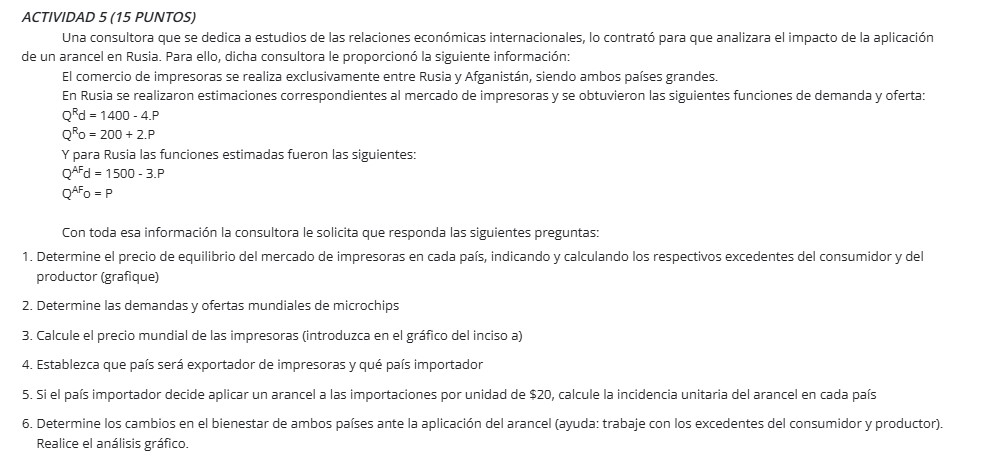 ACTIVIDAD 5 (15 PUNTOS)
Una consultora que se dedica a estudios de las relaciones económicas internacionales, lo contrató para que analizara el impacto de la aplicación
de un arancel en Rusia. Para ello, dicha consultora le proporcionó la siguiente información:
El comercio de impresoras se realiza exclusivamente entre Rusia y Afganistán, siendo ambos países grandes.
En Rusia se realizaron estimaciones correspondientes al mercado de impresoras y se obtuvieron las siguientes funciones de demanda y oferta:
Q^Rd = 1400 - 4.P
Q^Ro = 200 + 2.P
Y para Rusia las funciones estimadas fueron las siguientes:
Q^AFd = 1500 - 3.P
Q^AFo = P
Con toda esa información la consultora le solicita que responda las siguientes preguntas:
1. Determine el precio de equilibrio del mercado de impresoras en cada país, indicando y calculando los respectivos excedentes del consumidor y del
productor (grafique)
2. Determine las demandas y ofertas mundiales de microchips
3. Calcule el precio mundial de las impresoras (introduzca en el gráfico del inciso a)
4. Establezca que país será exportador de impresoras y qué país importador
5. Si el país importador decide aplicar un arancel a las importaciones por unidad de $20, calcule la incidencia unitaria del arancel en cada país
6. Determine los cambios en el bienestar de ambos países ante la aplicación del arancel (ayuda: trabaje con los excedentes del consumidor y productor).
Realice el análisis gráfico.